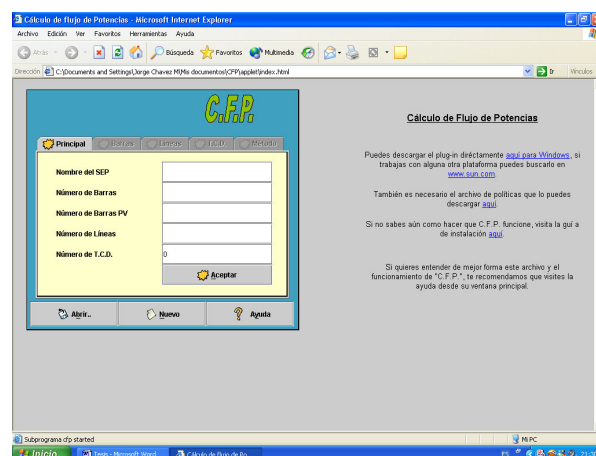 Cálculo de flujo de Potencias - Microsoft Internet Explorer
Archivo Edición Ver Favoritos Herramientas Ayuda
Atrás Búsqueda Favoritos Multimedia
Dirección C:\Documents and Settings\Jorge Chavez M\Mis documentos\CFP\applet\index.html Ir Vínculos
C.F.P.
Principal Barras Líneas T.C.D. Método
Nombre del SEP
Número de Barras
Número de Barras PV
Número de Líneas
Número de T.C.D. 0
Aceptar
Abrir.. Nuevo Ayuda
Cálculo de Flujo de Potencias
Puedes descargar el plug-in diréctamente aquí para Windows, si
trabajas con alguna otra plataforma puedes buscarlo en
www.sun.com.
También es necesario el archivo de políticas que lo puedes
descargar aquí.
Si no sabes aún como hacer que C.F.P. funcione, visita la guí a
de instalación aquí.
Si quieres entender de mejor forma este archivo y el
funcionamiento de "C.F.P.", te recomendamos que visites la
ayuda desde su ventana principal.
Subprograma cfp started Mi PC
Inicio Tesis - Microsoft Word Cálculo de flujo de Po...